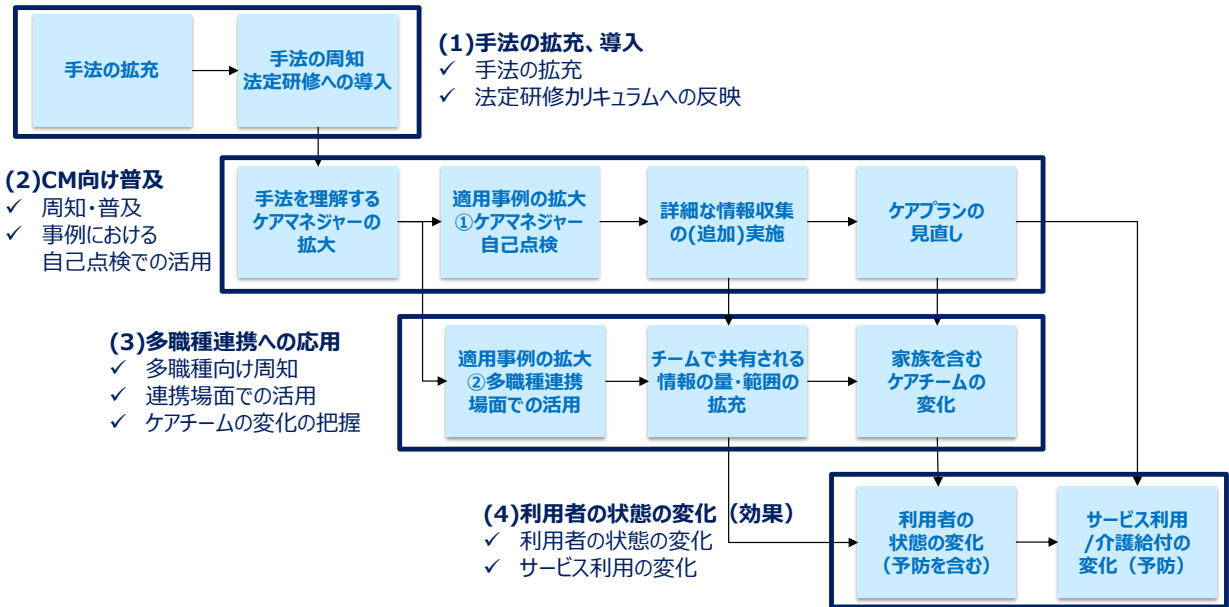 手法の拡充
手法の周知
法定研修への導入
(1)手法の拡充、導入
✓ 手法の拡充
✓ 法定研修カリキュラムへの反映
(2)CM向け普及
✓ 周知・普及
✓ 事例における
自己点検での活用
手法を理解する
ケアマネジャーの
拡大
適用事例の拡大
①ケアマネジャー
自己点検
詳細な情報収集
の(追加)実施
ケアプランの
見直し
(3)多職種連携への応用
✓ 多職種向け周知
✓ 連携場面での活用
✓ ケアチームの変化の把握
適用事例の拡大
②多職種連携
場面での活用
チームで共有される
情報の量・範囲の
拡充
家族を含む
ケアチームの
変化
(4)利用者の状態の変化（効果）
✓ 利用者の状態の変化
✓ サービス利用の変化
利用者の
状態の変化
（予防を含む）
サービス利用
/介護給付の
変化（予防）